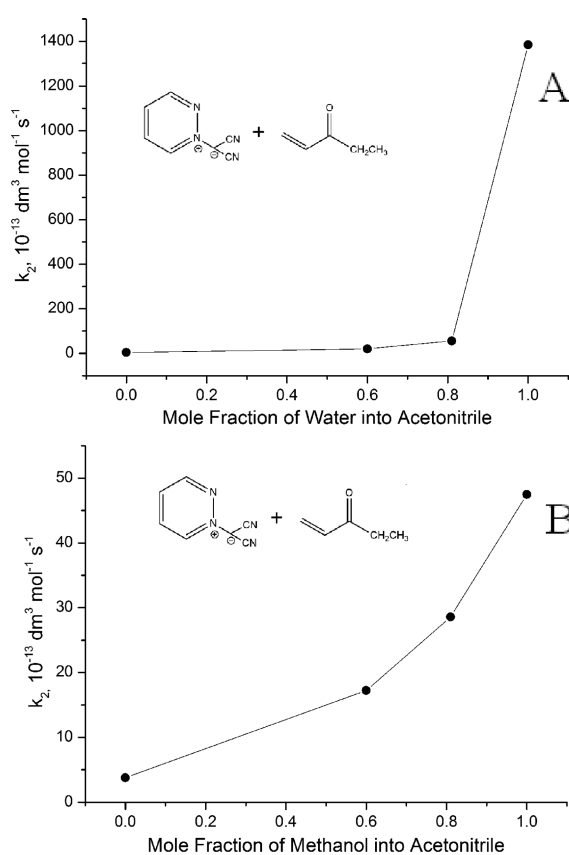 A
k₂, 10⁻¹³ dm³ mol⁻¹ s⁻¹
1400
1200
1000
800
600
400
200
0
N
N
⊕
⊖
CN
CN
+
O
CH₂CH₃
0.0 0.2 0.4 0.6 0.8 1.0
Mole Fraction of Water into Acetonitrile
B
k₂, 10⁻¹³ dm³ mol⁻¹ s⁻¹
50
40
30
20
10
0
N
N
⊕
⊖
CN
CN
+
O
CH₂CH₃
0.0 0.2 0.4 0.6 0.8 1.0
Mole Fraction of Methanol into Acetonitrile